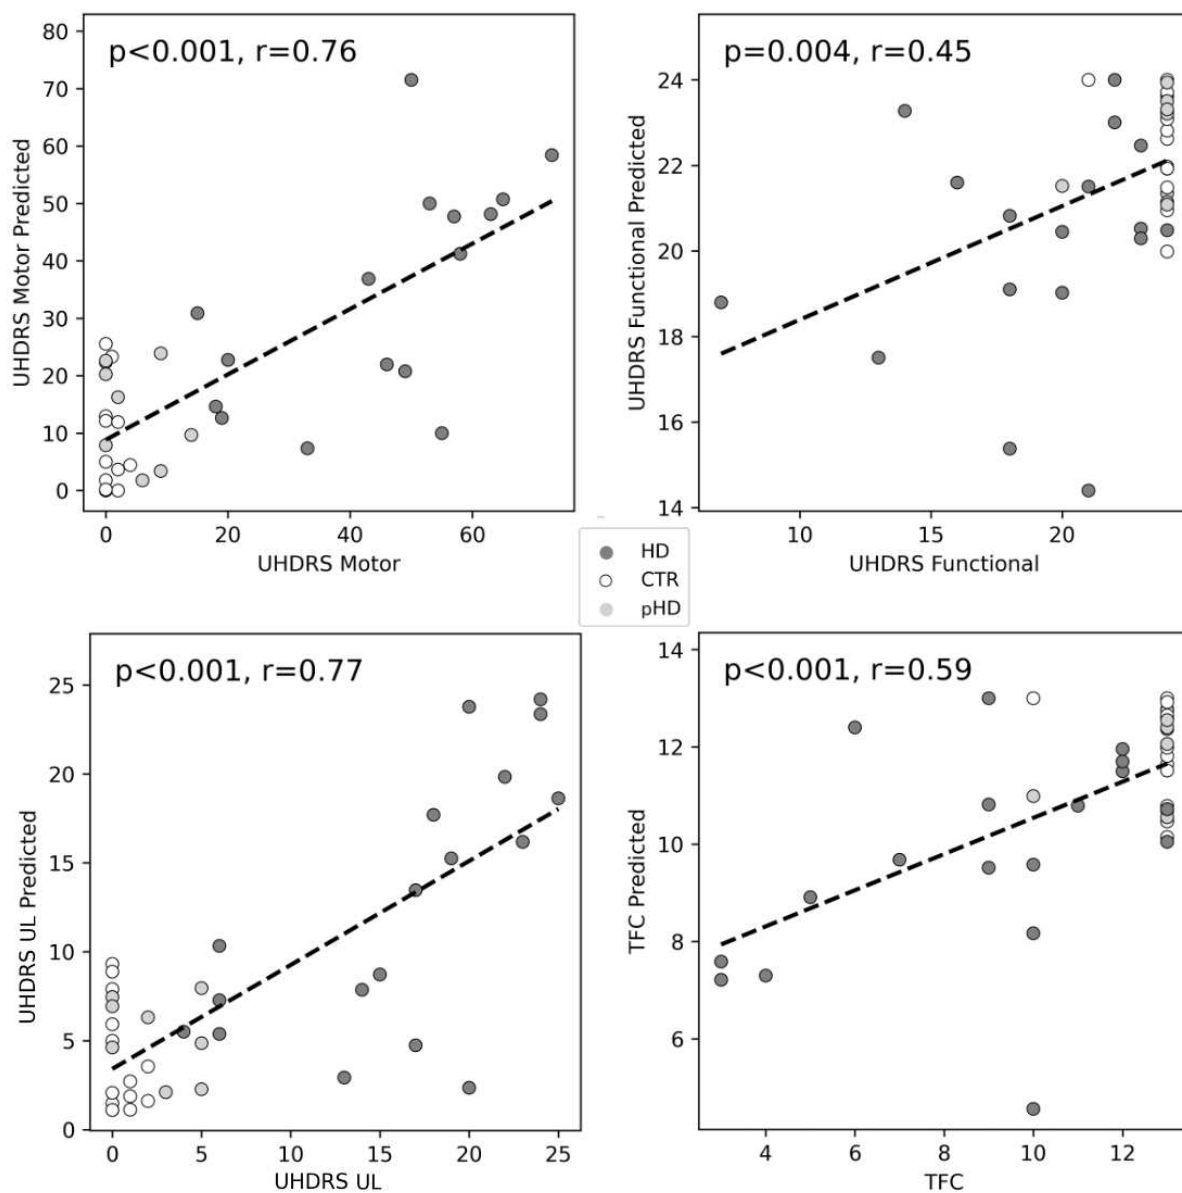 p<0.001, r=0.76
UHDRS Motor Predicted
80
70
60
50
40
30
20
10
0
0 20 40 60
UHDRS Motor
p=0.004, r=0.45
UHDRS Functional Predicted
24
22
20
18
16
14
10 15 20
UHDRS Functional
HD
CTR
pHD
p<0.001, r=0.77
UHDRS UL Predicted
25
20
15
10
5
0
0 5 10 15 20 25
UHDRS UL
p<0.001, r=0.59
TFC Predicted
14
12
10
8
6
4 6 8 10 12
TFC